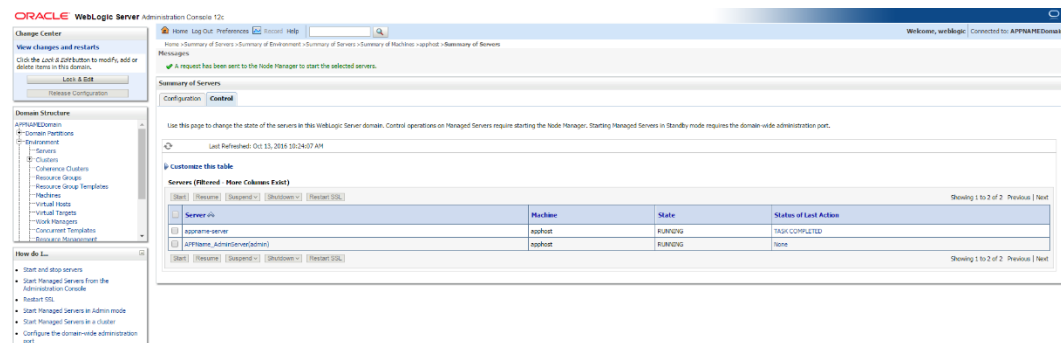 ORACLE WebLogic Server Administration Console 12c
Change Center
View changes and restarts
Click the Lock & Edit button to modify, add or
delete items in this domain.
Lock & Edit
Release Configuration
Domain Structure
APPNAMEDomain
Domain Partitions
Environment
Servers
Clusters
Coherence Clusters
Resource Groups
Resource Group Templates
Machines
Virtual Hosts
Virtual Targets
Work Managers
Concurrent Templates
Resource Management
How do I...
Start and stop servers
Start Managed Servers from the
Administration Console
Restart SSL
Start Managed Servers in Admin mode
Start Managed Servers in a cluster
Configure the domain-wide administration
port
Home Log Out Preferences Record Help
Welcome, weblogic Connected to: APPNAMEDomain
Home >Summary of Servers >Summary of Environment >Summary of Servers >Summary of Machines >apphost >Summary of Servers
Messages
A request has been sent to the Node Manager to start the selected servers.
Summary of Servers
Configuration Control
Use this page to change the state of the servers in this WebLogic Server domain. Control operations on Managed Servers require starting the Node Manager. Starting Managed Servers in Standby mode requires the domain-wide administration port.
Last Refreshed: Oct 13, 2016 10:24:07 AM
Customize this table
Servers (Filtered - More Columns Exist)
Start Resume Suspend Shutdown Restart SSL Showing 1 to 2 of 2 Previous | Next
Server Machine State Status of Last Action
appname-server apphost RUNNING TASK COMPLETED
APPName_AdminServer(admin) apphost RUNNING None
Start Resume Suspend Shutdown Restart SSL Showing 1 to 2 of 2 Previous | Next